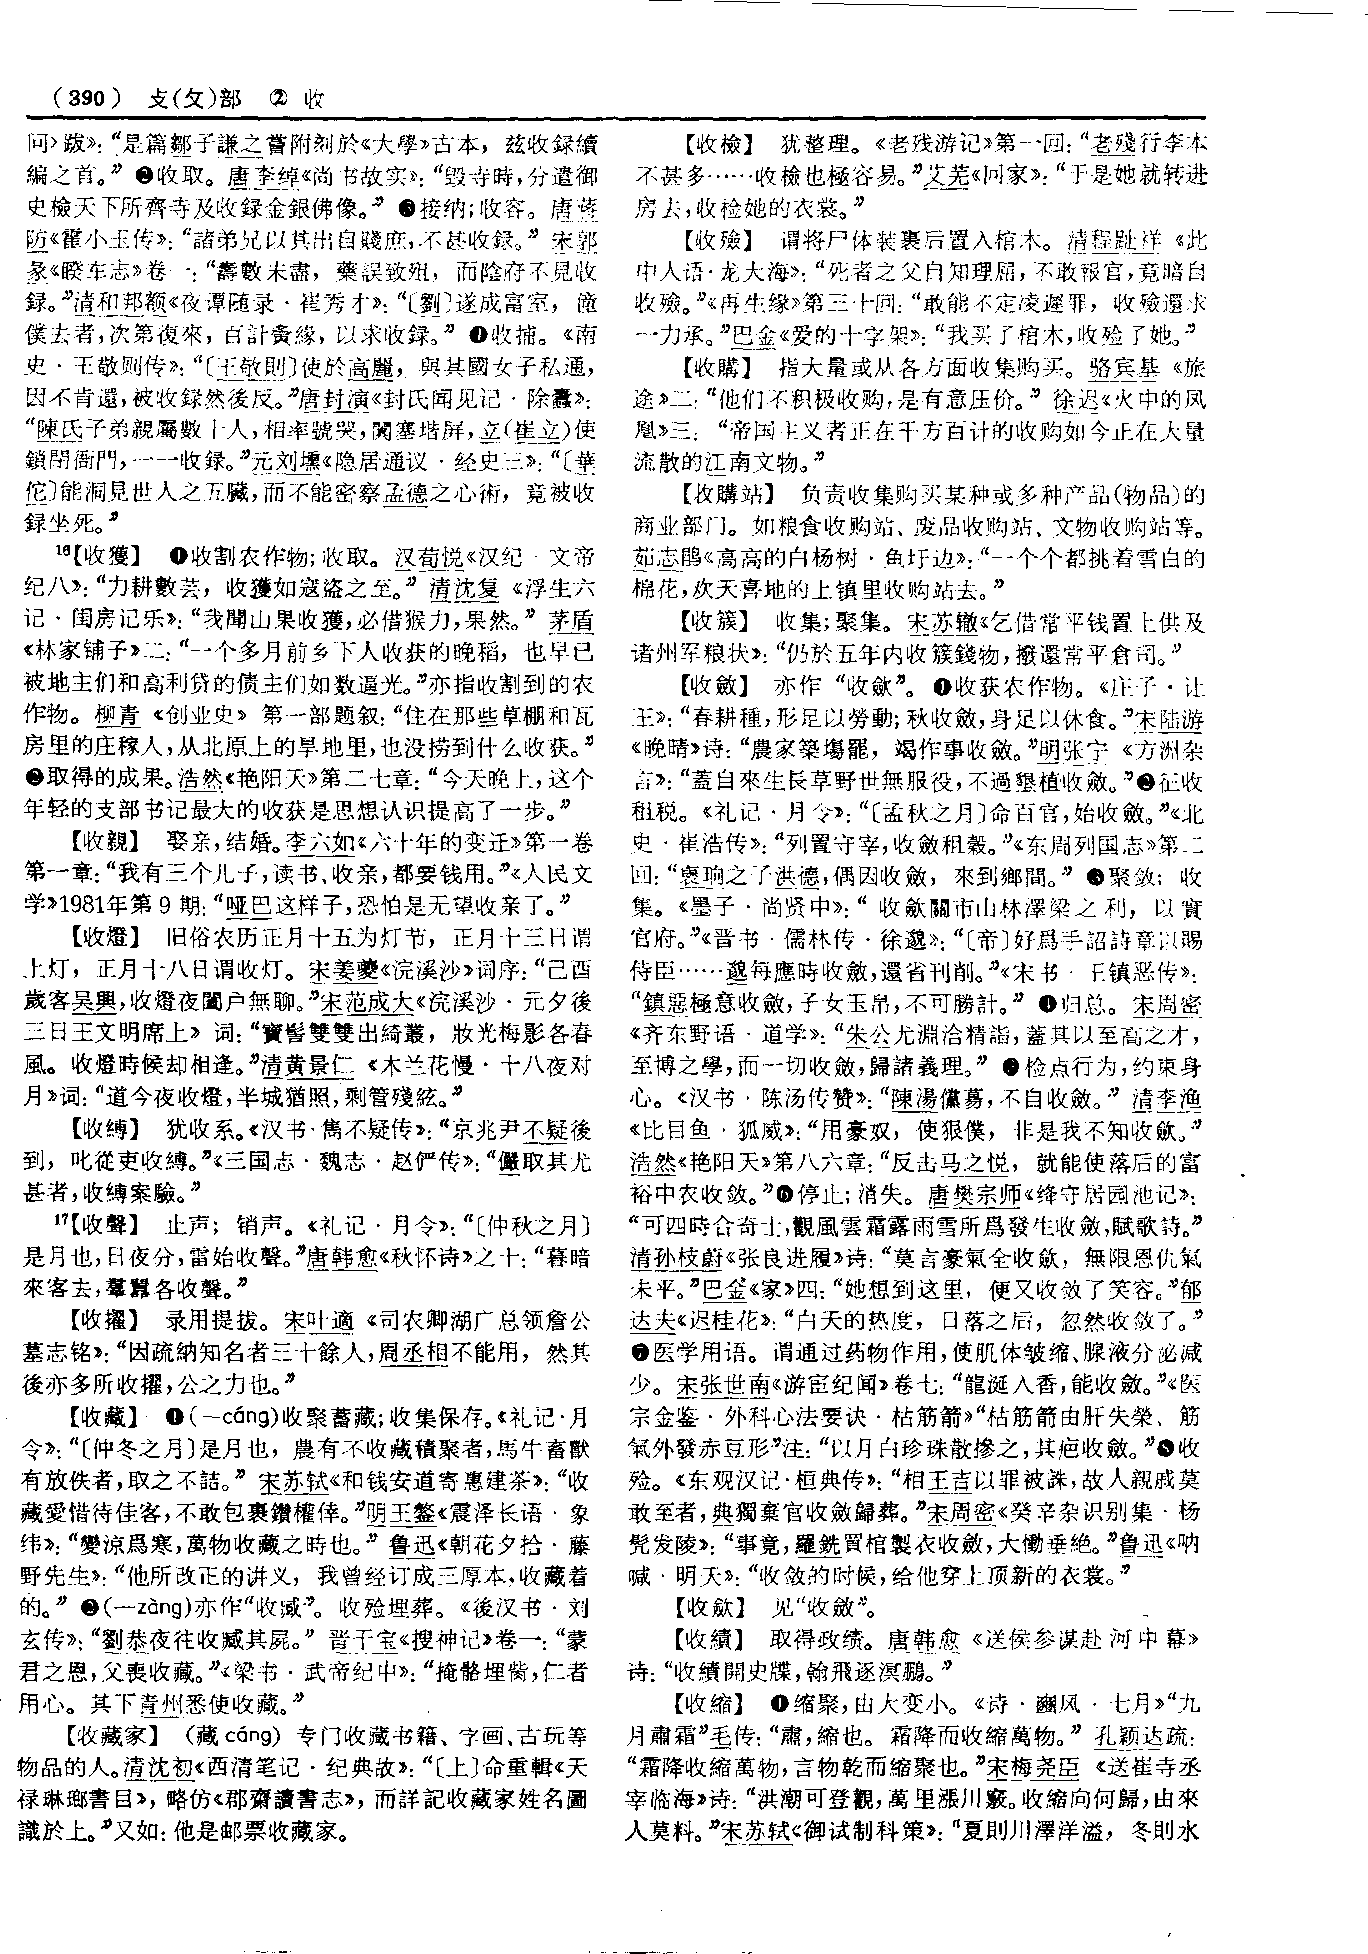 (390) 攴(攵)部 ② 收
问〉跋》：“是篇鄒子謙之嘗附刻於《大學》古本，兹收録續
編之首。”❷收取。唐李绰《尚书故实》：“毁寺時，分遣御
史檢天下所齊寺及收録金銀佛像。”❸接纳；收容。唐蒋
防《霍小玉传》：“諸弟兄以其出自賤庶，不甚收録。”宋郭
彖《睽车志》卷一：“壽數未盡，藥誤致殂，而陰府不見收
録。”清和邦额《夜谭随录·崔秀才》：“〔劉〕遂成富室，僮
僕去者，次第復來，百計夤緣，以求收録。”❹收捕。《南
史·王敬则传》：“〔王敬則〕使於高麗，與其國女子私通，
因不肯還，被收録然後反。”唐封演《封氏闻见记·除蠹》：
“陳氏子弟親屬數十人，相率號哭，闐塞堦屏，立(崔立)使
鎖閉衙門，一一收録。”元刘壎《隐居通议·经史三》：“〔華
佗〕能洞見世人之五臟，而不能密察孟德之心術，竟被收
録坐死。”
16【收獲】 ❶收割农作物；收取。汉荀悦《汉纪·文帝
纪八》：“力耕數芸，收獲如寇盜之至。”清沈复《浮生六
记·闺房记乐》：“我聞山果收獲，必借猴力，果然。”茅盾
《林家铺子》二：“一个多月前乡下人收获的晚稻，也早已
被地主们和高利贷的债主们如数逼光。”亦指收割到的农
作物。柳青《创业史》第一部题叙：“住在那些草棚和瓦
房里的庄稼人，从北原上的旱地里，也没捞到什么收获。”
❷取得的成果。浩然《艳阳天》第二七章：“今天晚上，这个
年轻的支部书记最大的收获是思想认识提高了一步。”
【收親】 娶亲，结婚。李六如《六十年的变迁》第一卷
第一章：“我有三个儿子，读书、收亲，都要钱用。”《人民文
学》1981年第9期：“哑巴这样子，恐怕是无望收亲了。”
【收燈】 旧俗农历正月十五为灯节，正月十三日谓
上灯，正月十八日谓收灯。宋姜夔《浣溪沙》词序：“己酉
歲客吴興，收燈夜闔户無聊。”宋范成大《浣溪沙·元夕後
三日王文明席上》词：“寶髻雙雙出綺叢，妝光梅影各春
風。收燈時候却相逢。”清黄景仁《木兰花慢·十八夜对
月》词：“道今夜收燈，半城猶照，剩管殘絃。”
【收縛】 犹收系。《汉书·雋不疑传》：“京兆尹不疑後
到，叱從吏收縛。”《三国志·魏志·赵俨传》：“儼取其尤
甚者，收縛案驗。”
17【收聲】 止声；销声。《礼记·月令》：“〔仲秋之月〕
是月也，日夜分，雷始收聲。”唐韩愈《秋怀诗》之十：“暮暗
來客去，羣囂各收聲。”
【收擢】 录用提拔。宋叶適《司农卿湖广总领詹公
墓志铭》：“因疏納知名者三十餘人，周丞相不能用，然其
後亦多所收擢，公之力也。”
【收藏】 ❶(—cáng)收聚蓄藏；收集保存。《礼记·月
令》：“〔仲冬之月〕是月也，農有不收藏積聚者，馬牛畜獸
有放佚者，取之不詰。”宋苏轼《和钱安道寄惠建茶》：“收
藏愛惜待佳客，不敢包裹鑽權倖。”明王鏊《震泽长语·象
纬》：“變涼爲寒，萬物收藏之時也。”鲁迅《朝花夕拾·藤
野先生》：“他所改正的讲义，我曾经订成三厚本，收藏着
的。”❷(—zàng)亦作“收臧”。收殓埋葬。《後汉书·刘
玄传》：“劉恭夜往收臧其屍。”晋干宝《搜神记》卷一：“蒙
君之恩，父喪收藏。”《梁书·武帝纪中》：“掩骼埋胔，仁者
用心。其下青州悉使收藏。”
【收藏家】 (藏cáng) 专门收藏书籍、字画、古玩等
物品的人。清沈初《西清笔记·纪典故》：“〔上〕命重輯《天
禄琳瑯書目》，略仿《郡齋讀書志》，而詳記收藏家姓名圖
識於上。”又如：他是邮票收藏家。
【收檢】 犹整理。《老残游记》第一回：“老殘行李本
不甚多……收檢也極容易。”艾芜《回家》：“于是她就转进
房去，收检她的衣裳。”
【收殮】 谓将尸体装裹后置入棺木。清程趾祥《此
中人语·龙大海》：“死者之父自知理屈，不敢报官，竟暗自
收殮。”《再生缘》第三十回：“敢能不定凌遲罪，收殮還求
一力承。”巴金《爱的十字架》：“我买了棺木，收殓了她。”
【收購】 指大量或从各方面收集购买。骆宾基《旅
途》二：“他们不积极收购，是有意压价。”徐迟《火中的凤
凰》三：“帝国主义者正在千方百计的收购如今正在大量
流散的江南文物。”
【收購站】 负责收集购买某种或多种产品(物品)的
商业部门。如粮食收购站、废品收购站、文物收购站等。
茹志鹃《高高的白杨树·鱼圩边》：“一个个都挑着雪白的
棉花，欢天喜地的上镇里收购站去。”
【收簇】 收集；聚集。宋苏辙《乞借常平钱置上供及
诸州军粮状》：“仍於五年内收簇錢物，撥還常平倉司。”
【收斂】 亦作“收歛”。❶收获农作物。《庄子·让
王》：“春耕種，形足以勞動；秋收斂，身足以休食。”宋陆游
《晚晴》诗：“農家築塲罷，竭作事收斂。”明张宁《方洲杂
言》：“蓋自來生長草野世無服役，不過墾植收斂。”❷征收
租税。《礼记·月令》：“〔孟秋之月〕命百官，始收斂。”《北
史·崔浩传》：“列置守宰，收斂租穀。”《东周列国志》第二
回：“褒珦之子洪德，偶因收斂，來到鄉間。”❸聚敛；收
集。《墨子·尚贤中》：“收歛關市山林澤梁之利，以實
官府。”《晋书·儒林传·徐邈》：“〔帝〕好爲手詔詩章以賜
侍臣……邈每應時收斂，還省刊削。”《宋书·王镇恶传》：
“鎮惡極意收斂，子女玉帛，不可勝計。”❹归总。宋周密
《齐东野语·道学》：“朱公尤淵洽精詣，蓋其以至高之才，
至博之學，而一切收斂，歸諸義理。”❺检点行为，约束身
心。《汉书·陈汤传赞》：“陳湯儻蕩，不自收斂。”清李渔
《比目鱼·狐威》：“用豪奴，使狠僕，非是我不知收歛。”
浩然《艳阳天》第八六章：“反击马之悦，就能使落后的富
裕中农收敛。”❻停止；消失。唐樊宗师《绛守居园池记》：
“可四時合奇士，觀風雲霜露雨雪所爲發生收斂，賦歌詩。”
清孙枝蔚《张良进履》诗：“莫言豪氣全收歛，無限恩仇氣
未平。”巴金《家》四：“她想到这里，便又收敛了笑容。”郁
达夫《迟桂花》：“白天的热度，日落之后，忽然收敛了。”
❼医学用语。谓通过药物作用，使肌体皱缩、腺液分泌减
少。宋张世南《游宦纪闻》卷七：“龍涎入香，能收斂。”《医
宗金鉴·外科心法要诀·枯筋箭》“枯筋箭由肝失榮、筋
氣外發赤豆形”注：“以月白珍珠散摻之，其疤收斂。”❽收
殓。《东观汉记·桓典传》：“相王吉以罪被誅，故人親戚莫
敢至者，典獨棄官收斂歸葬。”宋周密《癸辛杂识别集·杨
髡发陵》：“事竟，羅銑買棺製衣收斂，大慟垂絶。”鲁迅《呐
喊·明天》：“收敛的时候，给他穿上顶新的衣裳。”
【收歛】 见“收斂”。
【收績】 取得政绩。唐韩愈《送侯参谋赴河中幕》
诗：“收績開史牒，翰飛逐溟鵬。”
【收缩】 ❶缩聚，由大变小。《诗·豳风·七月》“九
月肅霜”毛传：“肅，縮也。霜降而收縮萬物。”孔颖达疏：
“霜降收縮萬物，言物乾而縮聚也。”宋梅尧臣《送崔寺丞
宰临海》诗：“洪潮可登觀，萬里漲川竅。收縮向何歸，由來
人莫料。”宋苏轼《御试制科策》：“夏則川澤洋溢，冬則水